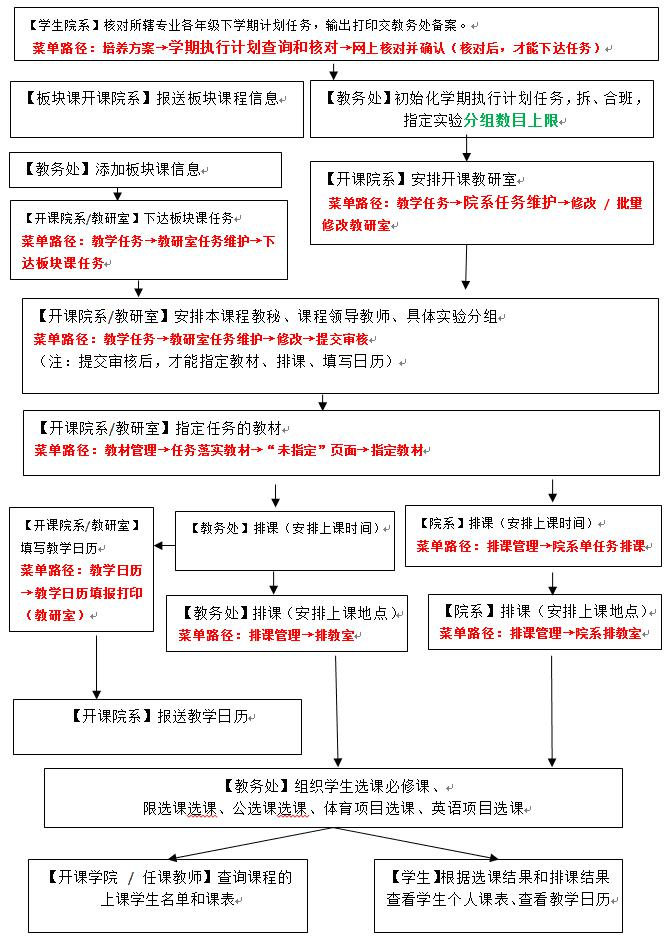 【学生院系】核对所辖专业各年级下学期计划任务，输出打印交教务处备案。
菜单路径：培养方案→学期执行计划查询和核对→网上核对并确认（核对后，才能下达任务）
【板块课开课院系】报送板块课程信息
【教务处】初始化学期执行计划任务，拆、合班，
指定实验分组数目上限
【教务处】添加板块课信息
【开课院系】安排开课教研室
菜单路径：教学任务→院系任务维护→修改 / 批量
修改教研室
【开课院系/教研室】下达板块课任务
菜单路径：教学任务→教研室任务维护→下
达板块课任务
【开课院系/教研室】安排本课程教秘、课程领导教师、具体实验分组
菜单路径：教学任务→教研室任务维护→修改→提交审核
（注：提交审核后，才能指定教材、排课、填写日历）
【开课院系/教研室】指定任务的教材
菜单路径：教材管理→任务落实教材→“未指定”页面→指定教材
【开课院系/教研室】
填写教学日历
菜单路径：教学日历
→教学日历填报打印
（教研室）
【教务处】排课（安排上课时间）
【院系】排课（安排上课时间）
菜单路径：排课管理→院系单任务排课
【教务处】排课（安排上课地点）
菜单路径：排课管理→排教室
【院系】排课（安排上课地点）
菜单路径：排课管理→院系排教室
【开课院系】报送教学日历
【教务处】组织学生选课必修课、
限选课选课、公选课选课、体育项目选课、英语项目选课
【开课学院 / 任课教师】查询课程的
上课学生名单和课表
【学生】根据选课结果和排课结果
查看学生个人课表、查看教学日历